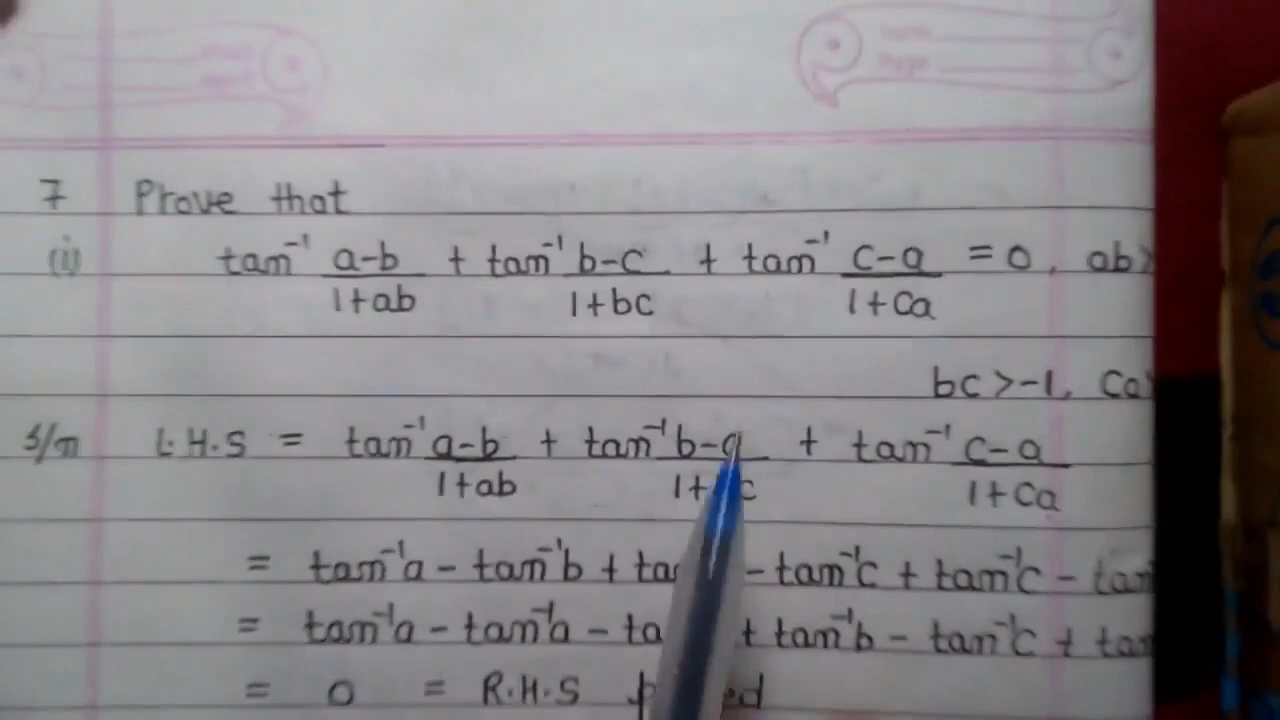 7 Prove that
(i) tan⁻¹ a-b/1+ab + tan⁻¹ b-c/1+bc + tan⁻¹ c-a/1+ca = 0, ab>
bc>-1, ca>
L.H.S = tan⁻¹ a-b/1+ab + tan⁻¹ b-a/1+ c + tan⁻¹ c-a/1+ca
= tan⁻¹a - tan⁻¹b + - tan⁻¹c + tan⁻¹c -
= tan⁻¹a - tan⁻¹a - + tan⁻¹b - tan⁻¹c +
= 0 = R.H.S